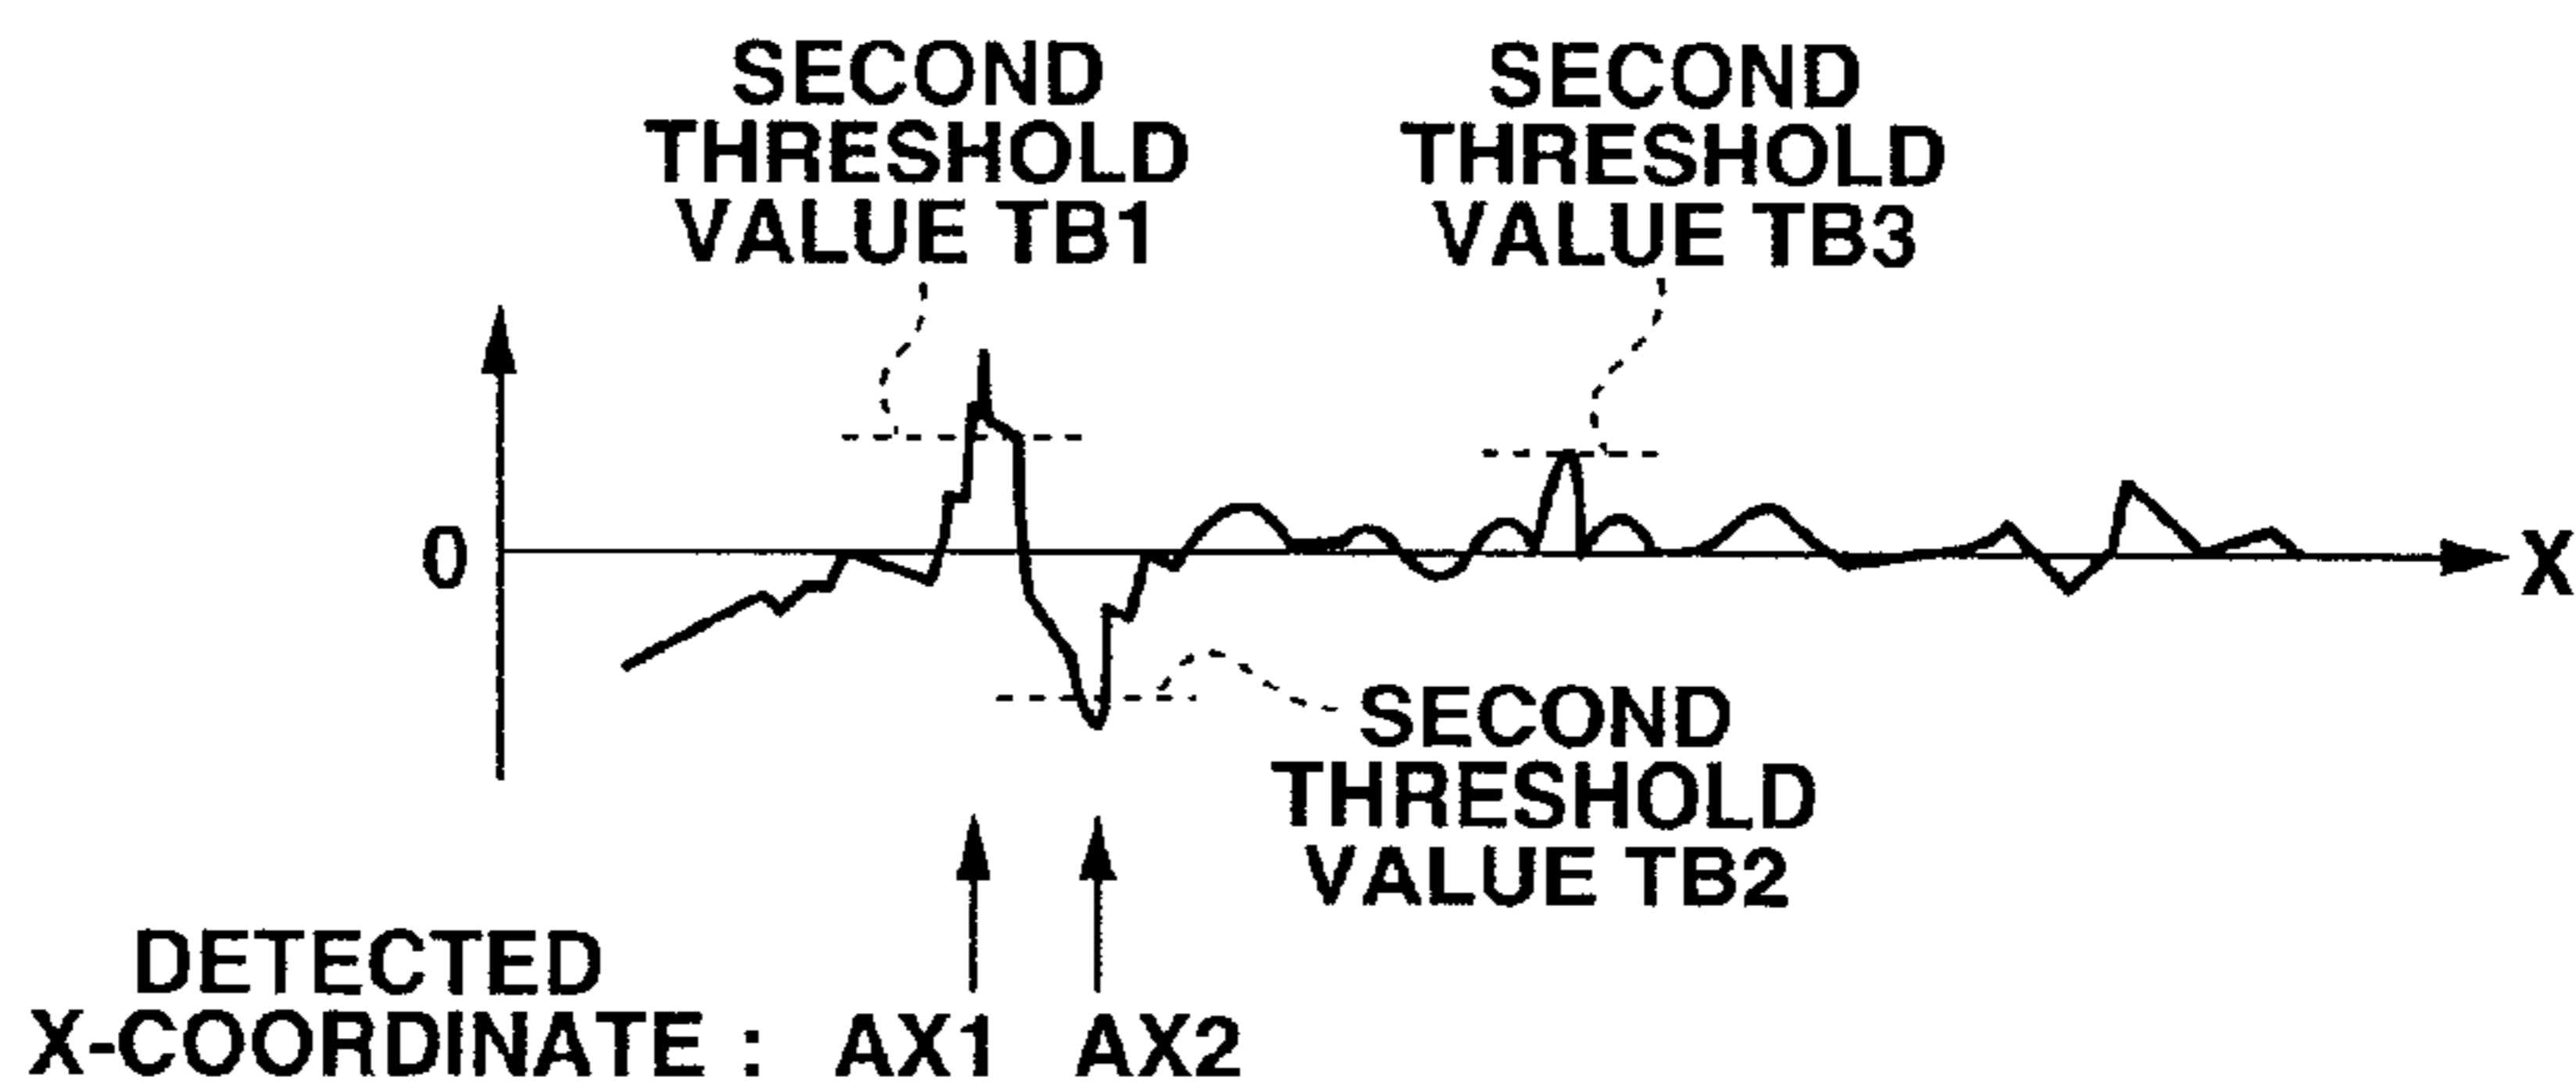 SECOND
THRESHOLD
VALUE TB1
SECOND
THRESHOLD
VALUE TB3
0
X
SECOND
THRESHOLD
VALUE TB2
DETECTED
X-COORDINATE : AX1 AX2